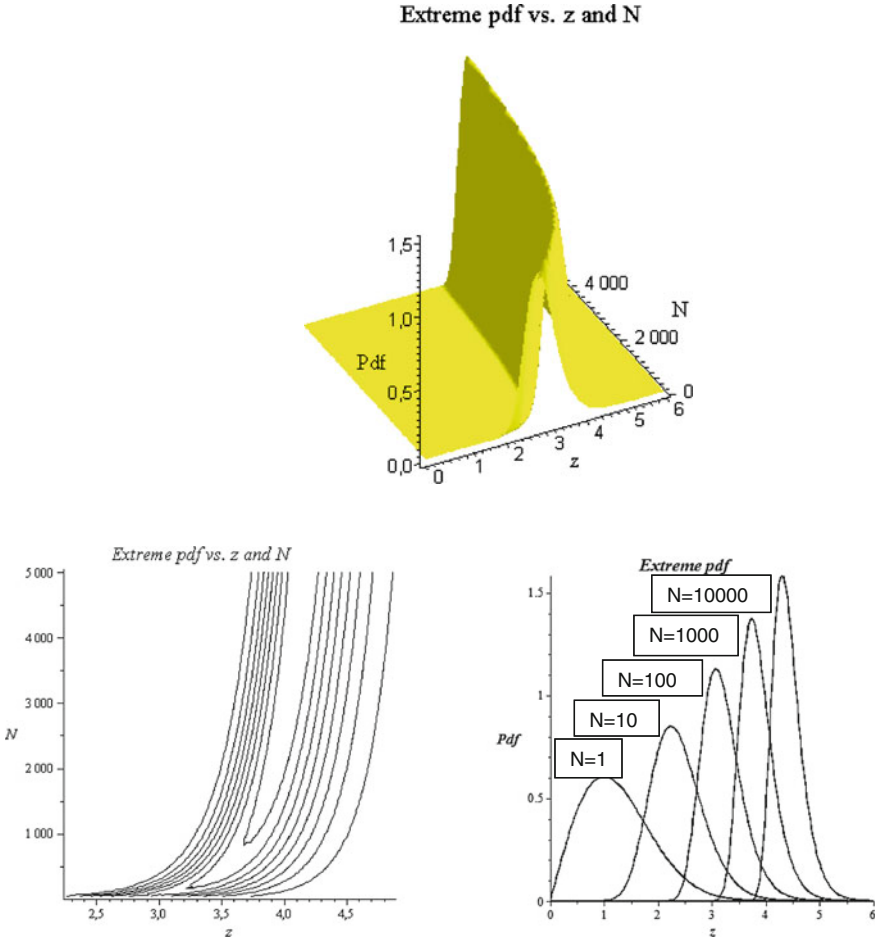 Extreme pdf vs. z and N
1,5
1,0
Pdf
0,5
0,0
0 1 2 3 4 5 6
z
4 000
N
2 000
0
Extreme pdf vs. z and N
5 000
4 000
3 000
N
2 000
1 000
2,5 3,0 3,5 4,0 4,5
z
Extreme pdf
N=10000
N=1000
N=100
N=10
N=1
1.5
1
Pdf
0.5
0
0 1 2 3 4 5 6
z